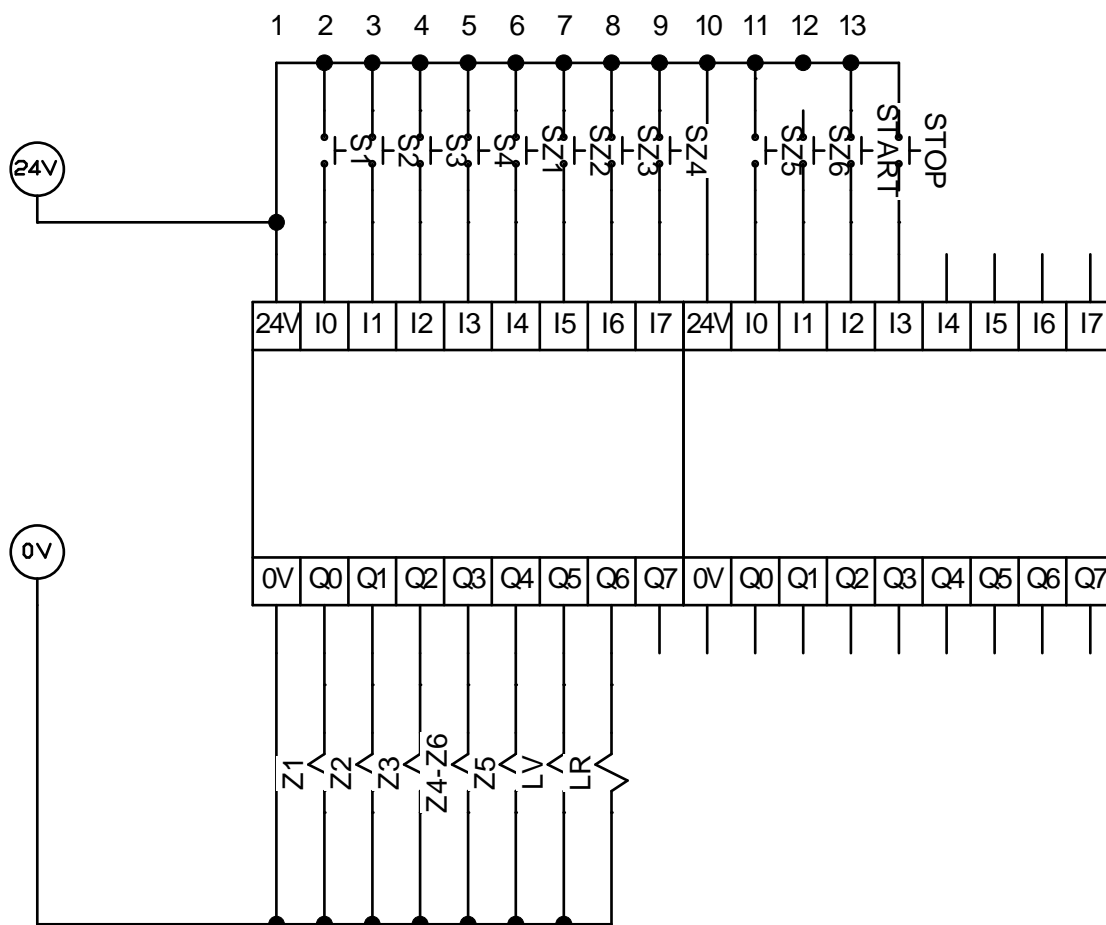 1 2 3 4 5 6 7 8 9 10 11 12 13
S1 S2 S3 S4 SZ1 SZ2 SZ3 SZ4 SZ5 SZ6 START STOP
24V
24V I0 I1 I2 I3 I4 I5 I6 I7 24V I0 I1 I2 I3 I4 I5 I6 I7
0V
0V Q0 Q1 Q2 Q3 Q4 Q5 Q6 Q7 0V Q0 Q1 Q2 Q3 Q4 Q5 Q6 Q7
Z1 Z2 Z3 Z4-Z6 Z5 LV LR